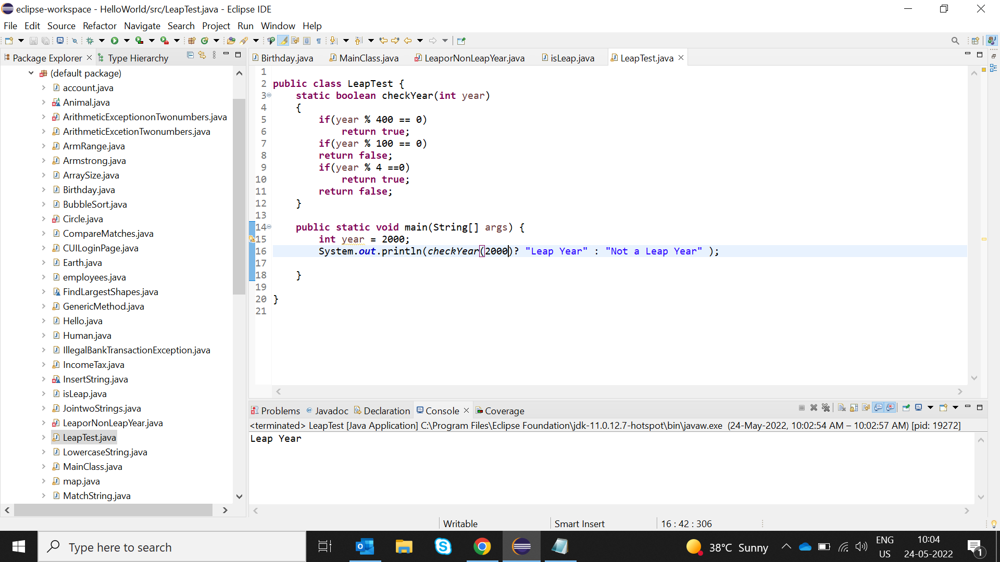 eclipse-workspace - HelloWorld/src/LeapTest.java - Eclipse IDE
File Edit Source Refactor Navigate Search Project Run Window Help
Package Explorer
Type Hierarchy
(default package)
account.java
Animal.java
ArithmeticExceptiononTwonumbers.java
ArithmeticExcetionTwonumbers.java
ArmRange.java
Armstrong.java
ArraySize.java
Birthday.java
BubbleSort.java
Circle.java
CompareMatches.java
CUILoginPage.java
Earth.java
employees.java
FindLargestShapes.java
GenericMethod.java
Hello.java
Human.java
IllegalBankTransactionException.java
IncomeTax.java
InsertString.java
isLeap.java
JointwoStrings.java
LeaporNonLeapYear.java
LeapTest.java
LowercaseString.java
MainClass.java
map.java
MatchString.java
Birthday.java MainClass.java LeaporNonLeapYear.java isLeap.java LeapTest.java
1
2 public class LeapTest {
3 static boolean checkYear(int year)
4 {
5 if(year % 400 == 0)
6 return true;
7 if(year % 100 == 0)
8 return false;
9 if(year % 4 ==0)
10 return true;
11 return false;
12 }
13
14 public static void main(String[] args) {
15 int year = 2000;
16 System.out.println(checkYear(2000)? "Leap Year" : "Not a Leap Year" );
17
18 }
19
20 }
21
Problems Javadoc Declaration Console Coverage
<terminated> LeapTest [Java Application] C:\Program Files\Eclipse Foundation\jdk-11.0.12.7-hotspot\bin\javaw.exe (24-May-2022, 10:02:54 AM – 10:02:57 AM) [pid: 19272]
Leap Year
Writable Smart Insert 16 : 42 : 306
Type here to search
38°C Sunny
ENG
US
10:04
24-05-2022
1